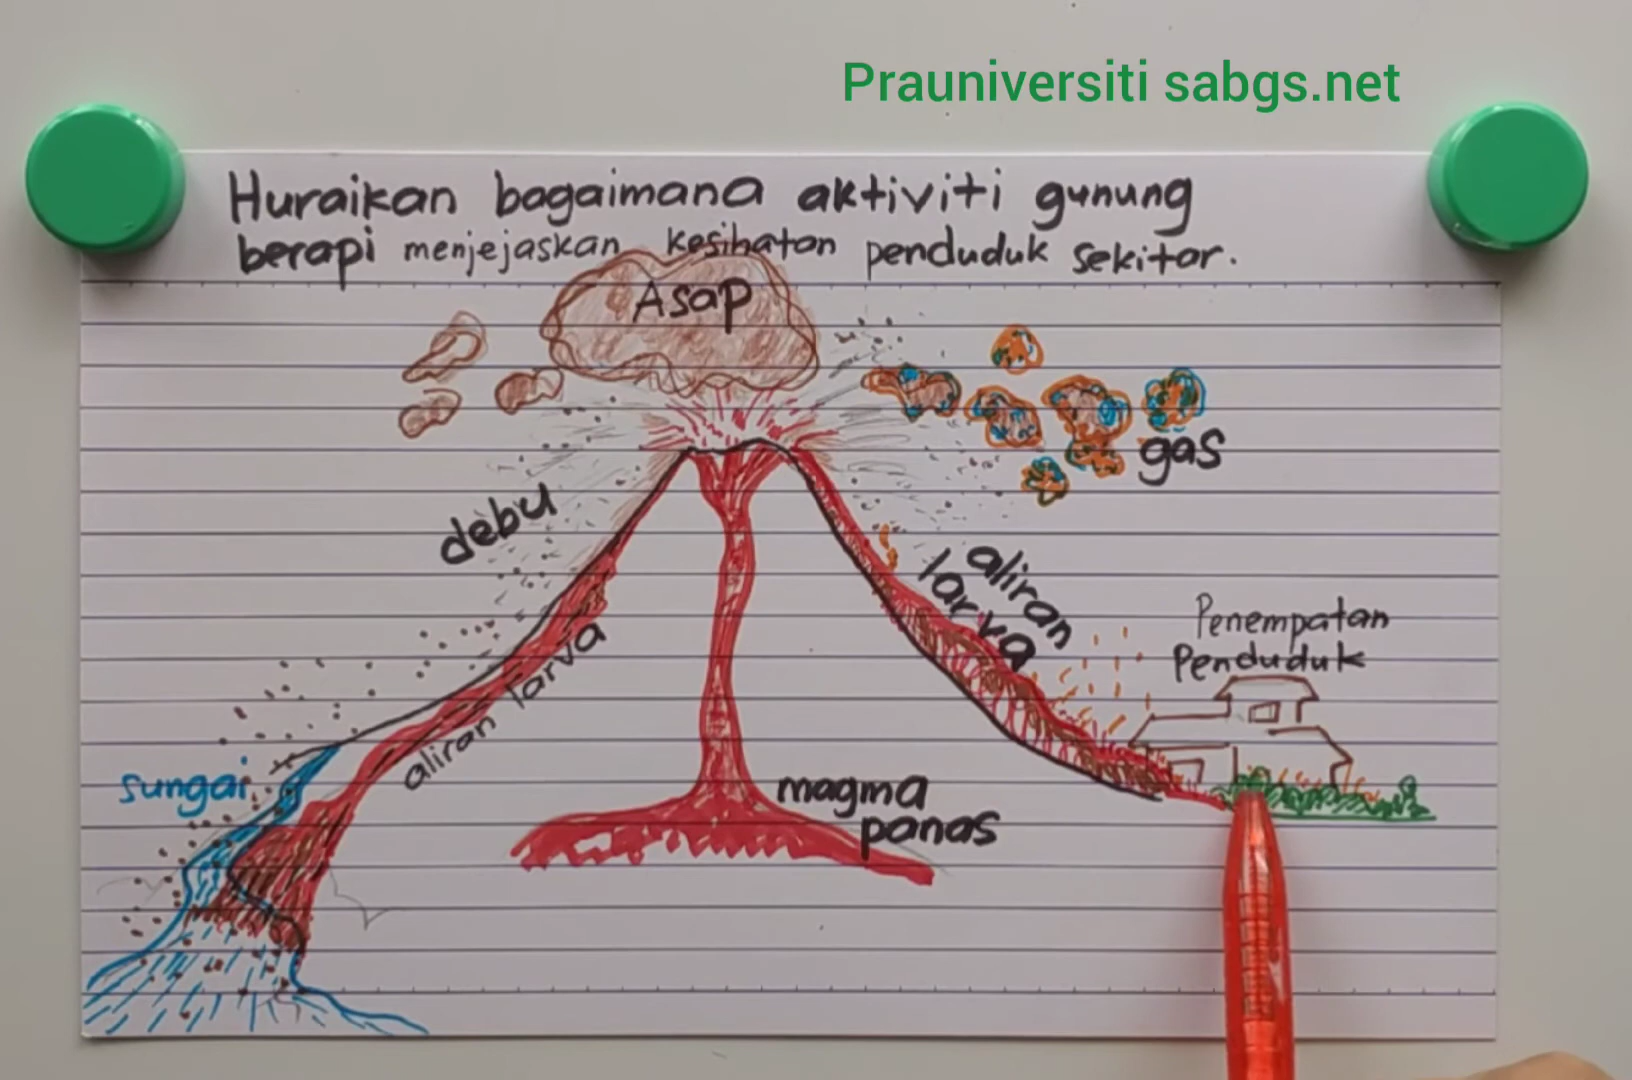 Prauniversiti sabgs.net
Huraikan bagaimana aktiviti gunung
berapi menjejaskan kesihatan penduduk sekitar.
Asap
gas
debu
aliran
larva
Penempatan
Penduduk
aliran larva
sungai
magma
panas